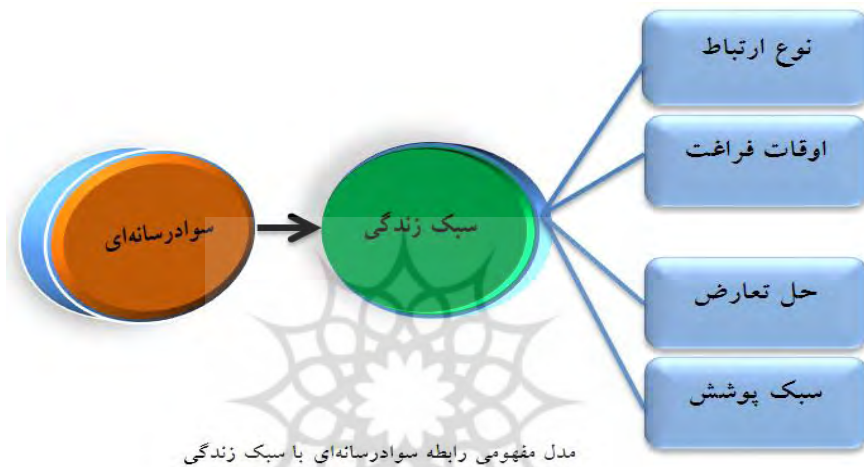 نوع ارتباط
اوقات فراغت
سوادرسانه‌ای
سبک زندگی
حل تعارض
سبک پوشش
مدل مفهومی رابطه سوادرسانه‌ای با سبک زندگی